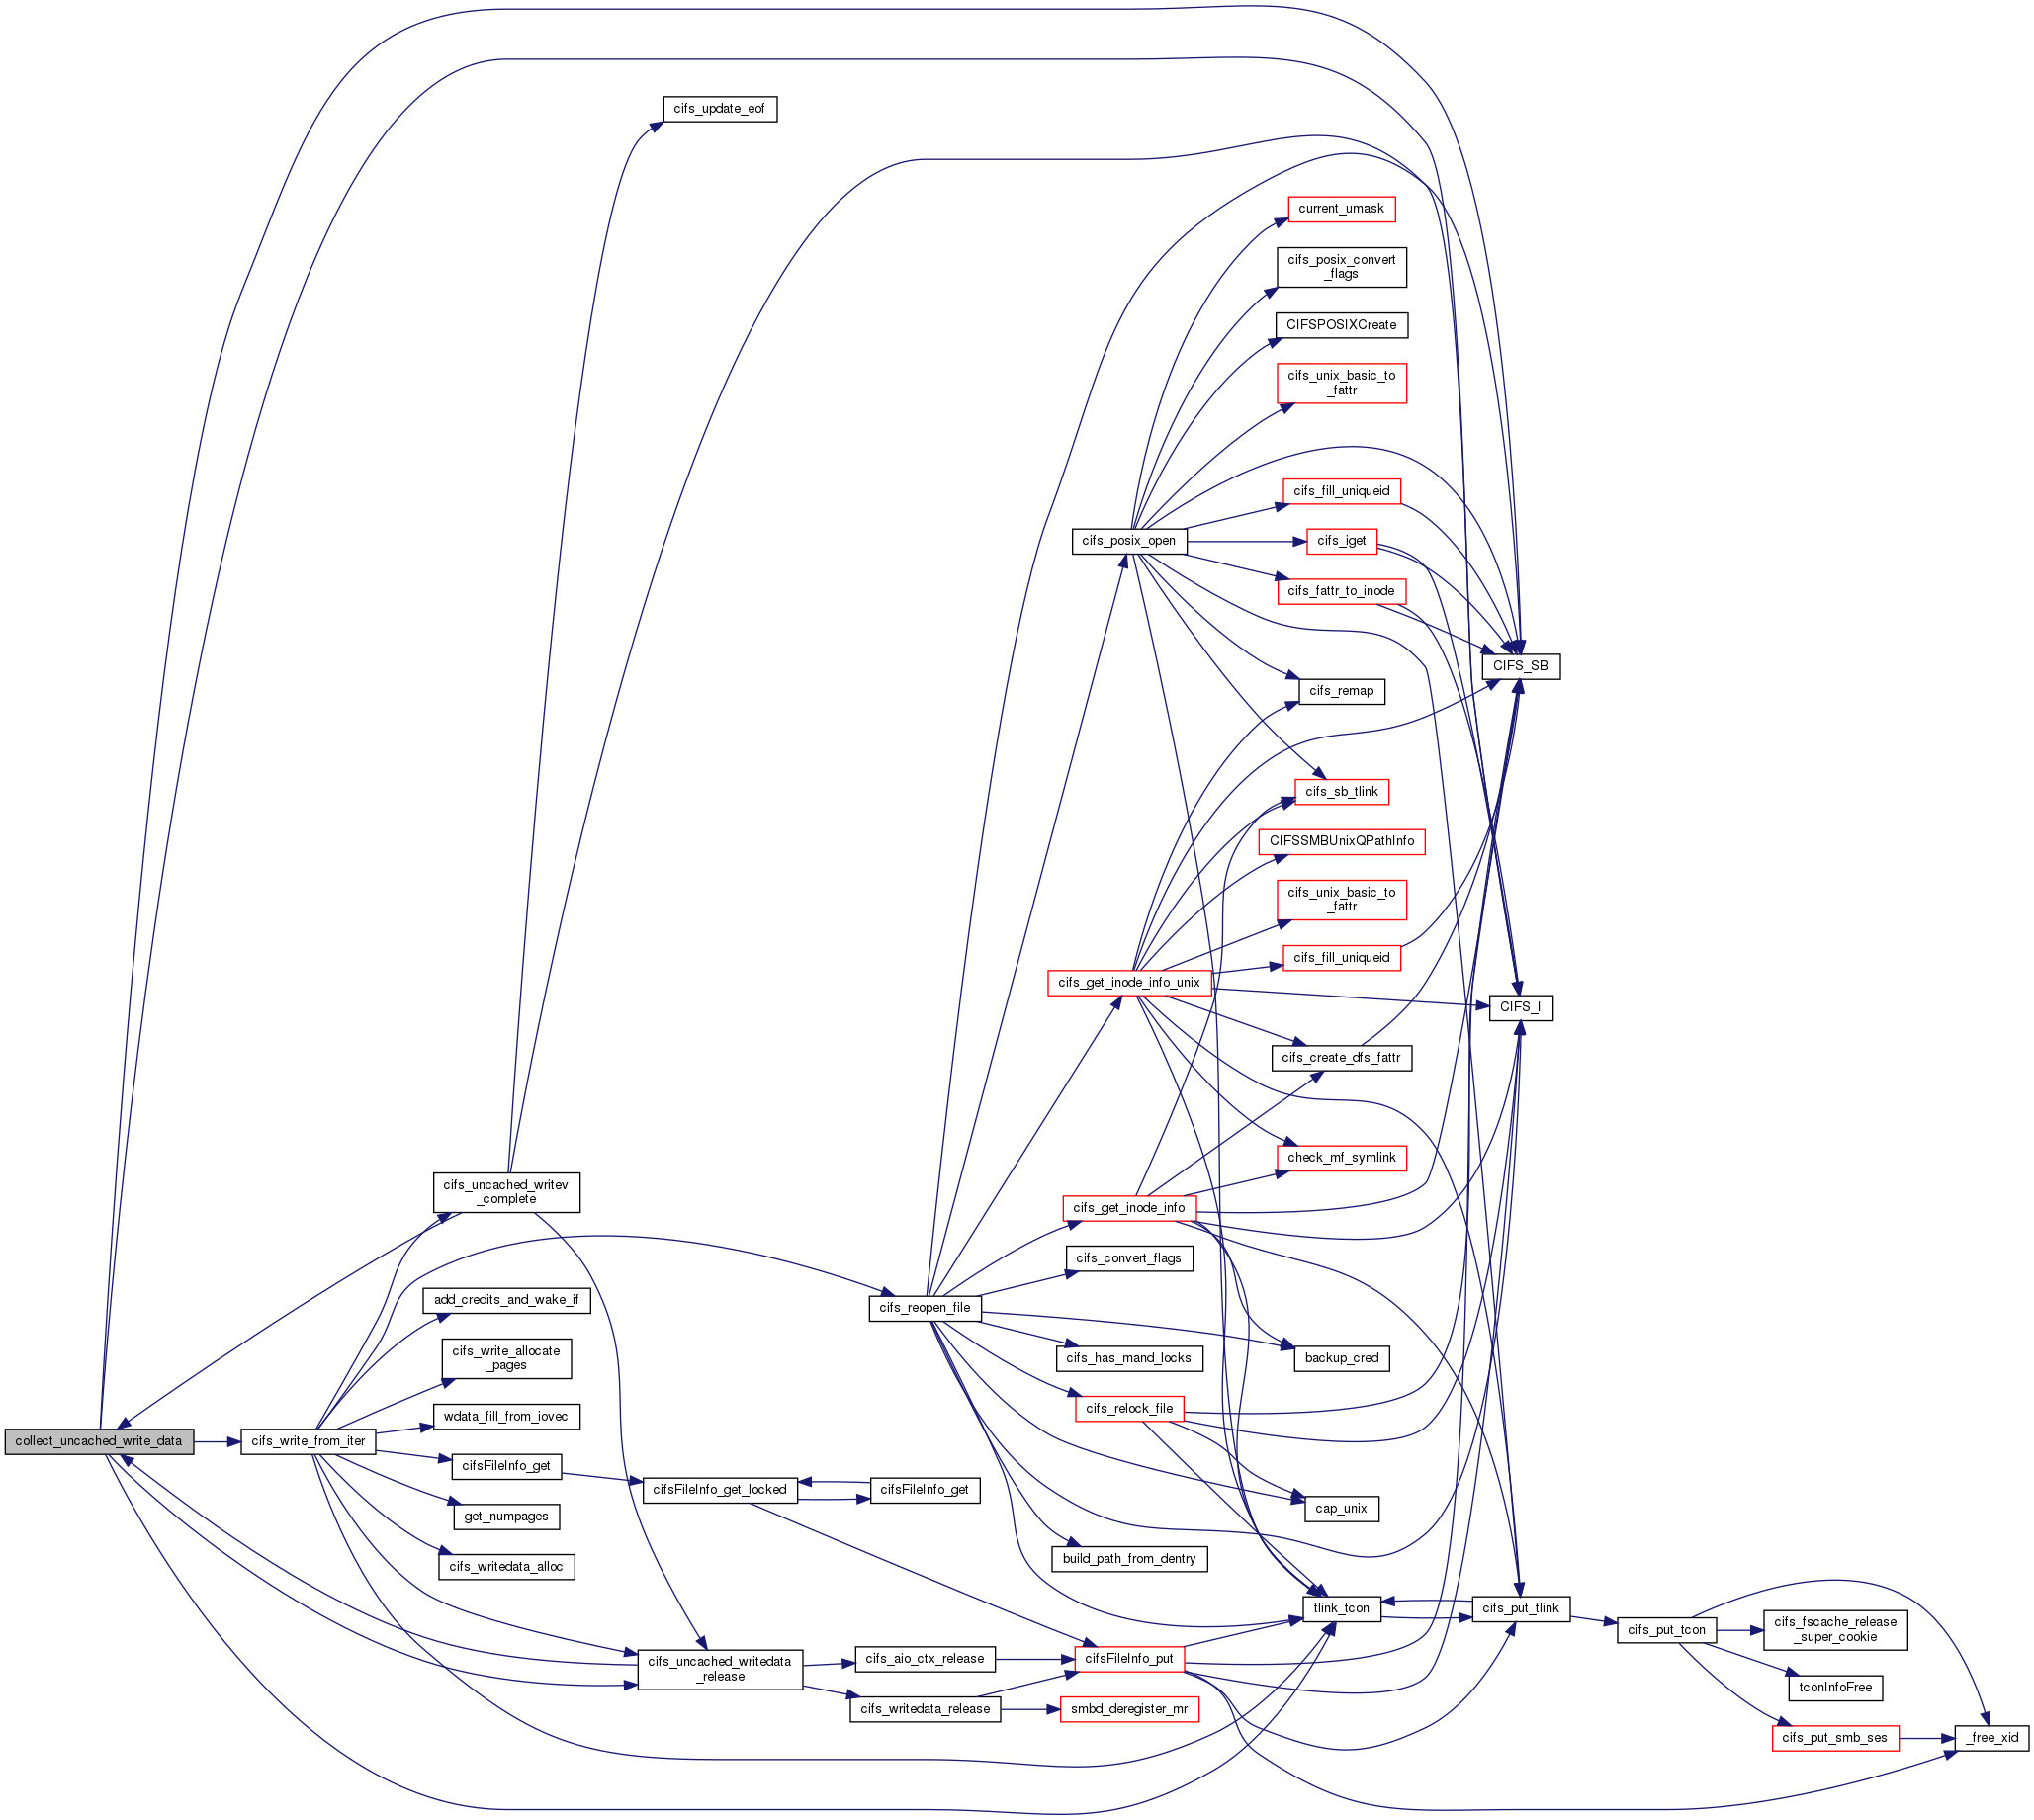 cifs_update_eof
current_umask
cifs_posix_convert
_flags
CIFSPOSIXCreate
cifs_unix_basic_to
_fattr
cifs_fill_uniqueid
cifs_posix_open
cifs_iget
cifs_fattr_to_inode
CIFS_SB
cifs_remap
cifs_sb_tlink
CIFSSMBUnixQPathInfo
cifs_unix_basic_to
_fattr
cifs_fill_uniqueid
cifs_get_inode_info_unix
CIFS_I
cifs_create_dfs_fattr
check_mf_symlink
cifs_uncached_writev
_complete
cifs_get_inode_info
cifs_convert_flags
add_credits_and_wake_if
cifs_reopen_file
cifs_write_allocate
_pages
cifs_has_mand_locks
backup_cred
cifs_relock_file
wdata_fill_from_iovec
collect_uncached_write_data
cifs_write_from_iter
cifsFileInfo_get
cifsFileInfo_get_locked
cifsFileInfo_get
cap_unix
get_numpages
build_path_from_dentry
cifs_writedata_alloc
tlink_tcon
cifs_put_tlink
cifs_put_tcon
cifs_fscache_release
_super_cookie
cifs_uncached_writedata
_release
cifs_aio_ctx_release
cifsFileInfo_put
tconInfoFree
cifs_writedata_release
smbd_deregister_mr
cifs_put_smb_ses
_free_xid